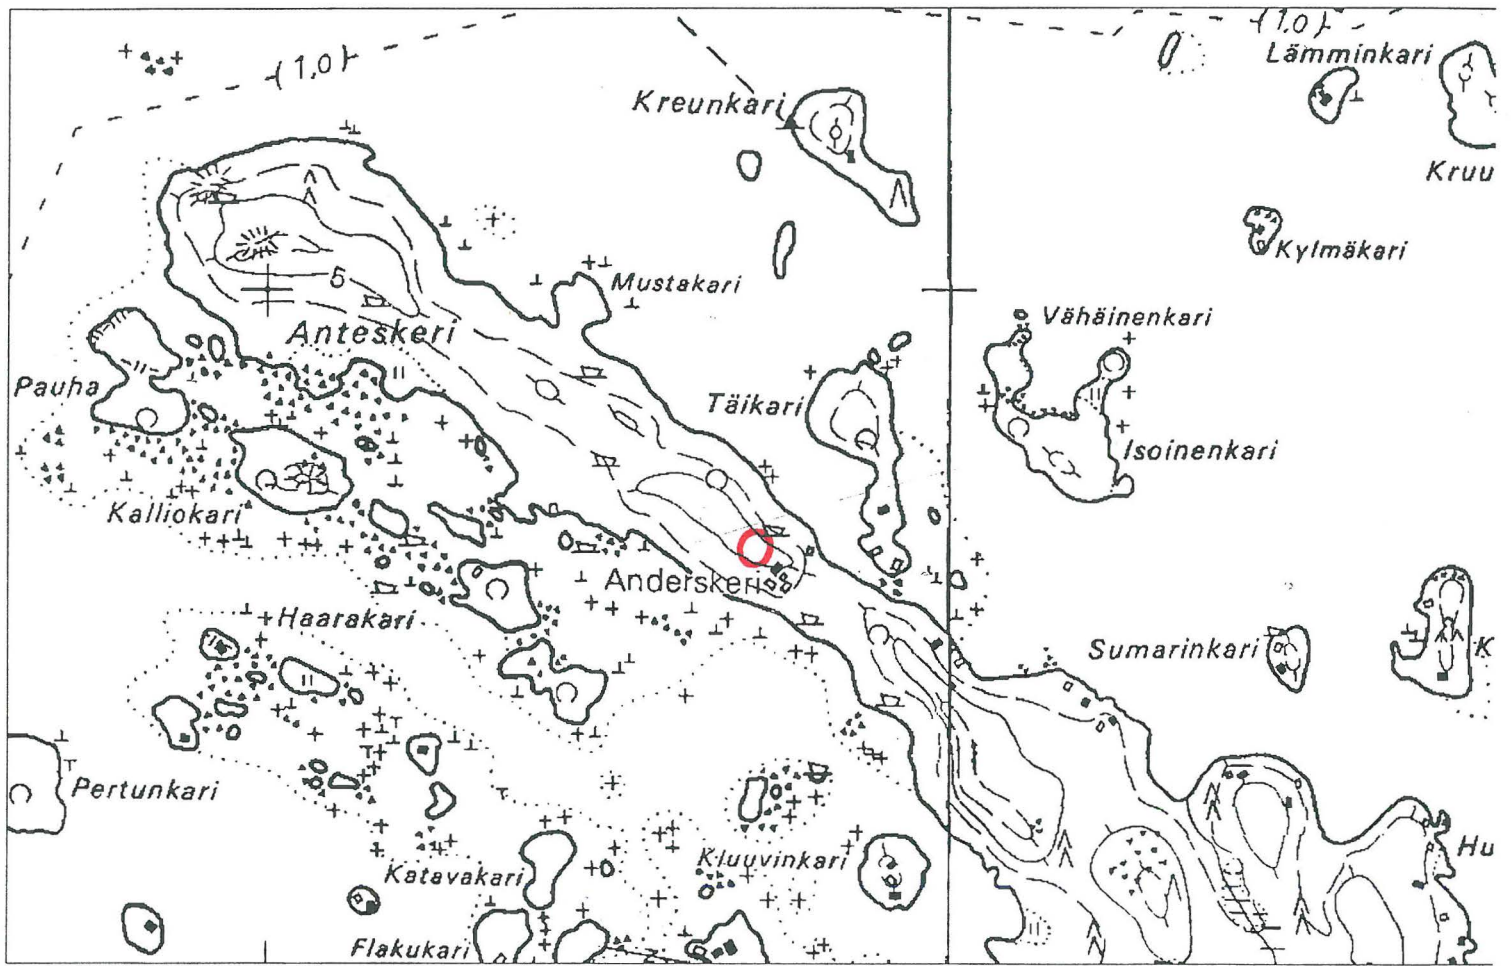 (1,0)
(1,0)
Lämminkari
Kreunkari
Kruu
Kylmäkari
5
Mustakari
Vähäinenkari
Anteskeri
Pauha
Täikari
Isoinenkari
Kalliokari
Anderskeri
Haarakari
Sumarinkari
K
Pertunkari
Kluuvinkari
Hu
Katavakari
Flakukari